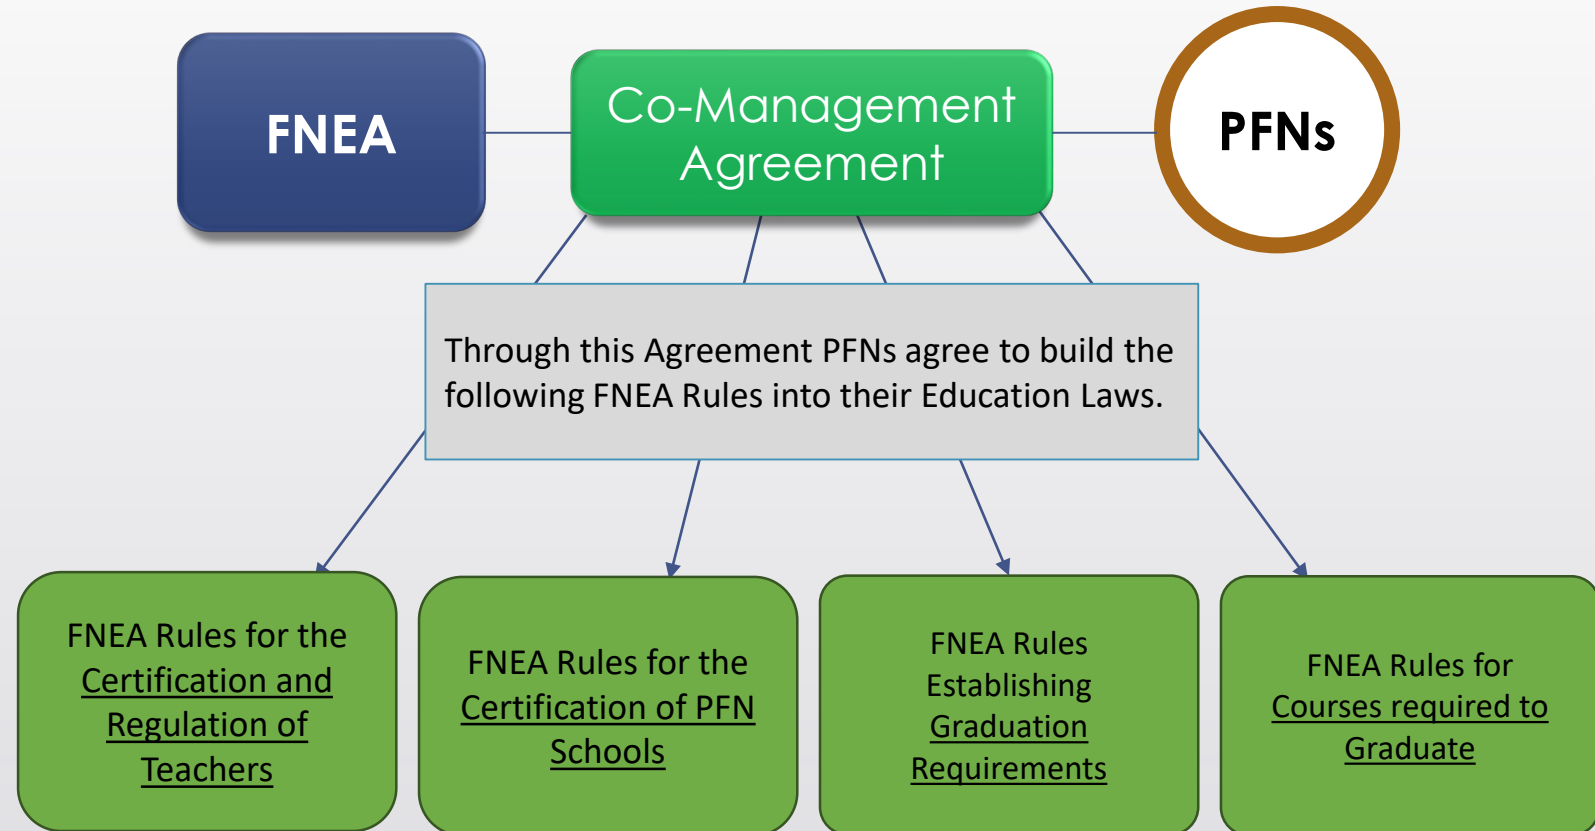 FNEA
Co-Management
Agreement
PFNs
Through this Agreement PFNs agree to build the
following FNEA Rules into their Education Laws.
FNEA Rules for the
Certification and
Regulation of
Teachers
FNEA Rules for the
Certification of PFN
Schools
FNEA Rules
Establishing
Graduation
Requirements
FNEA Rules for
Courses required to
Graduate